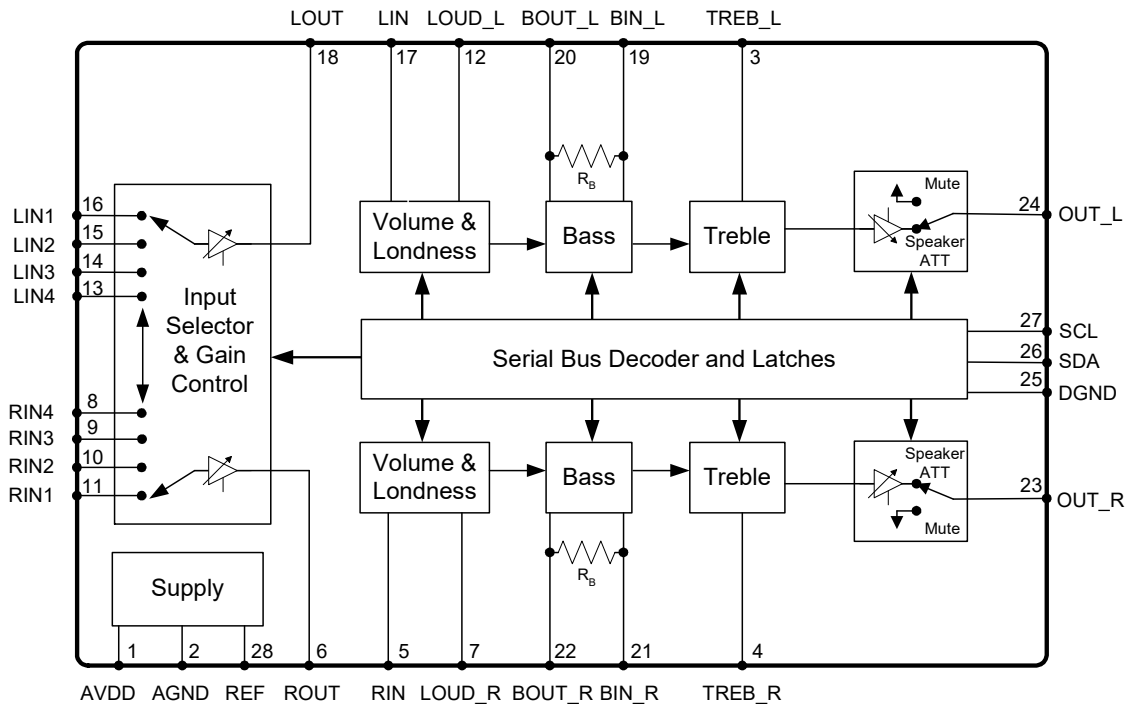 LOUT LIN LOUD_L BOUT_L BIN_L TREB_L
18 17 12 20 19 3
R_B
LIN1 16
LIN2 15
LIN3 14
LIN4 13
Input
Selector
& Gain
Control
RIN4 8
RIN3 9
RIN2 10
RIN1 11
Volume &
Londness
Bass
Treble
Mute
Speaker
ATT
24 OUT_L
Serial Bus Decoder and Latches
27 SCL
26 SDA
25 DGND
Volume &
Londness
Bass
Treble
Speaker
ATT
Mute
23 OUT_R
R_B
Supply
1 2 28 6 5 7 22 21 4
AVDD AGND REF ROUT RIN LOUD_R BOUT_R BIN_R TREB_R